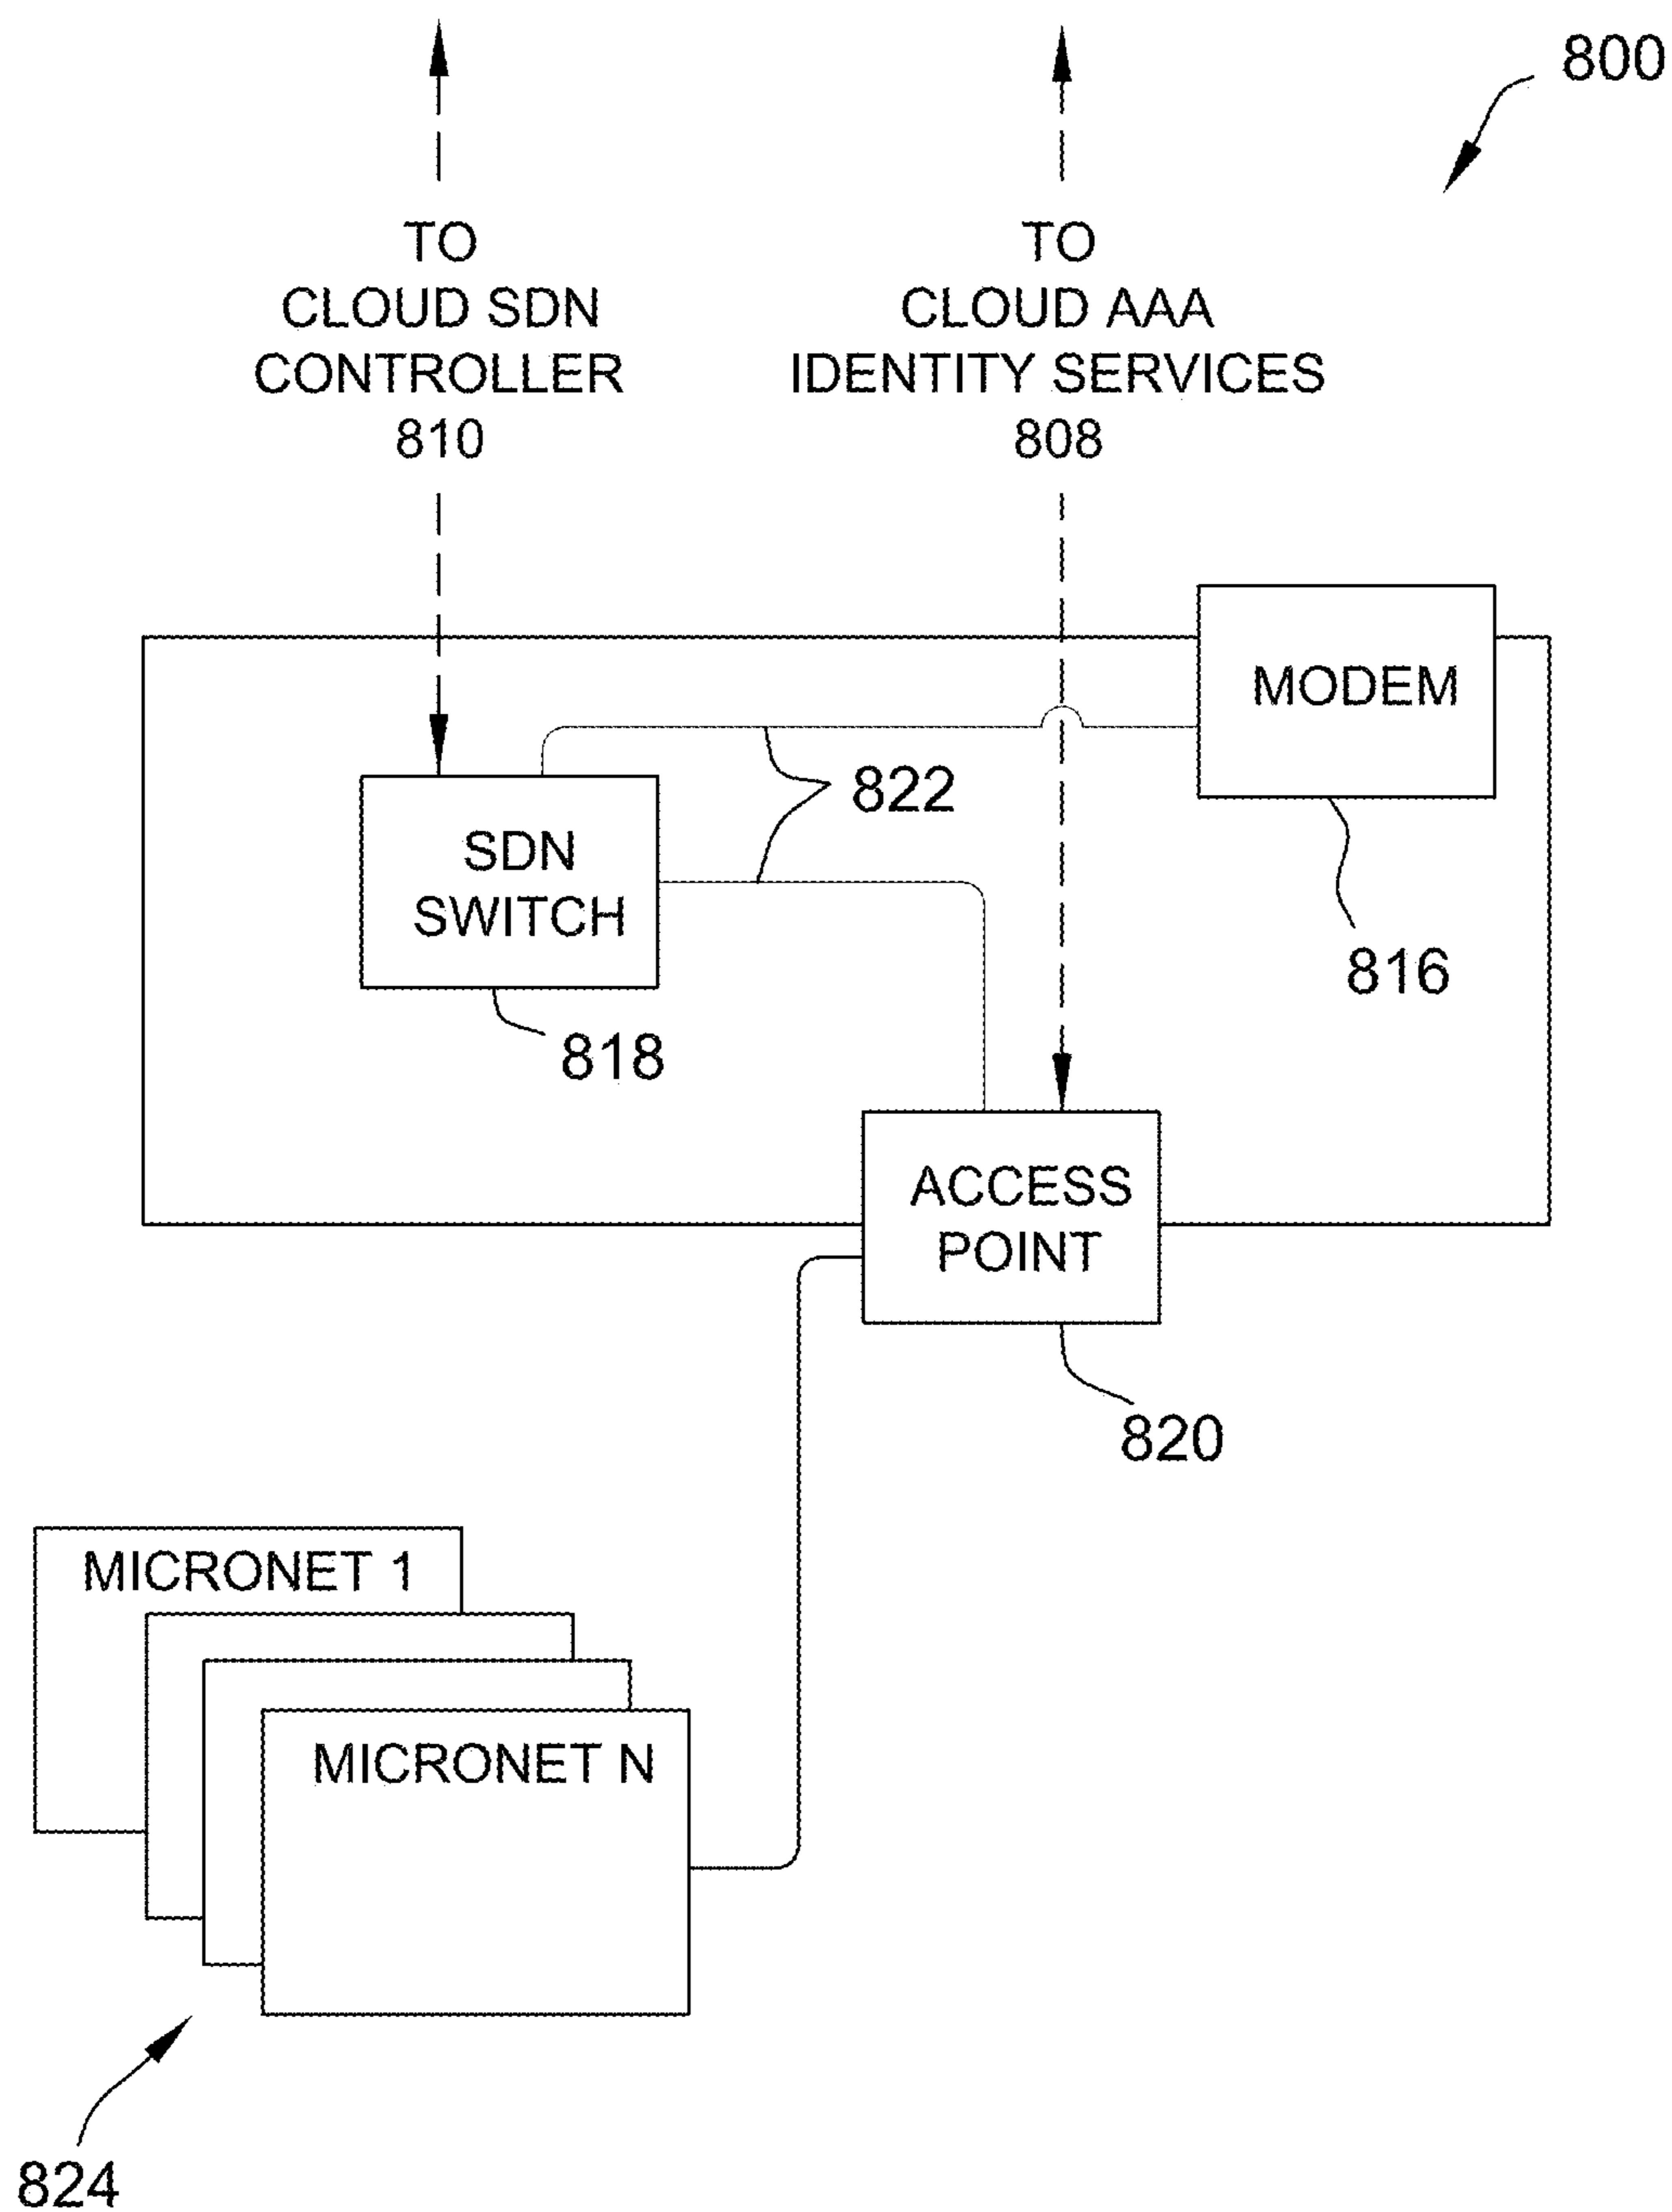 800
TO
CLOUD SDN
CONTROLLER
810
TO
CLOUD AAA
IDENTITY SERVICES
808
MODEM
816
822
SDN
SWITCH
818
ACCESS
POINT
820
MICRONET 1
MICRONET N
824